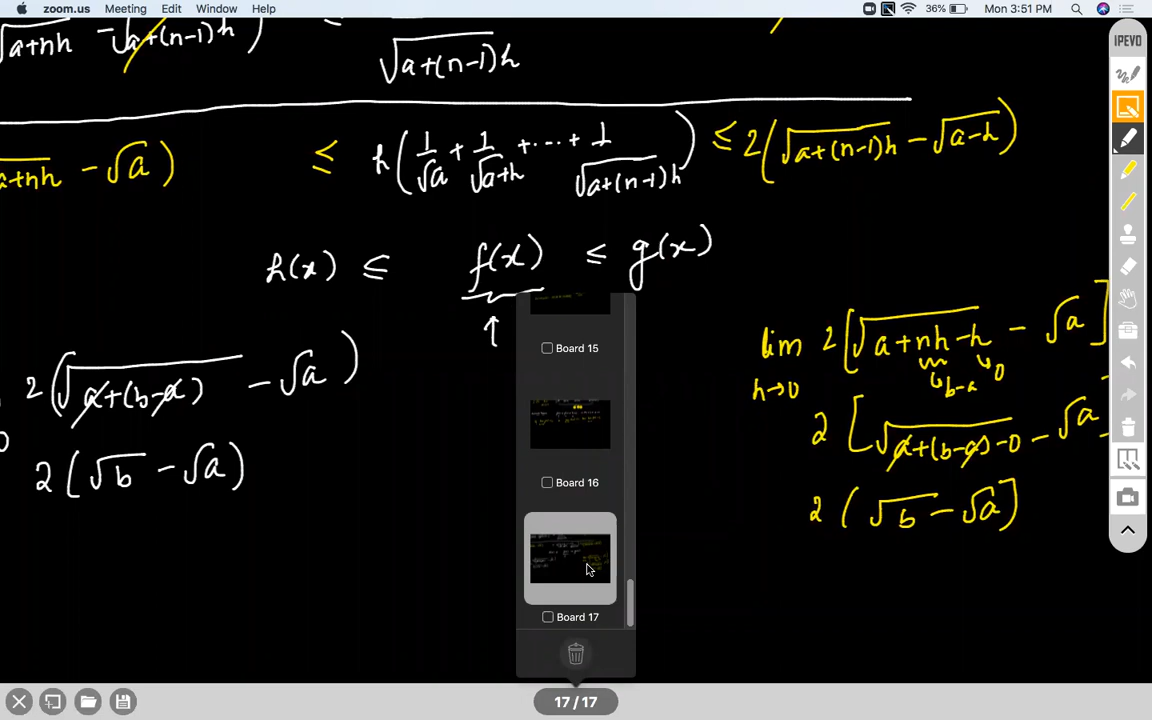 zoom.us Meeting Edit Window Help 36% Mon 3:51 PM
√a+nh - √a+(n-1)h ) ≤
√a+(n-1)h
IPEVO
a+nh - √a ) ≤ h( 1/√a + 1/√a+h + ... + 1/√a+(n-1)h ) ≤ 2( √a+(n-1)h - √a-h )
h(x) ≤ f(x) ≤ g(x)
↑
2( √a+(b-a) - √a )
0
2( √b - √a )
lim h→0 2[ √a+nh-h - √a ]
↳b-a ↳0
2[ √a+(b-a)-0 - √a ]
2( √b - √a ]
Board 15
Board 16
Board 17
17/17